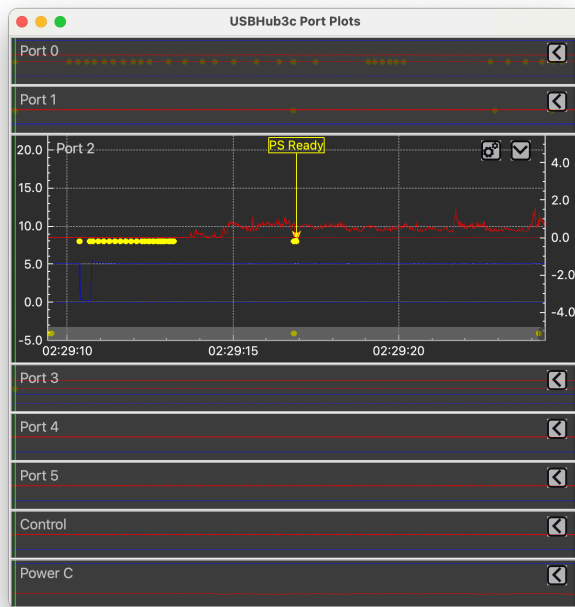 USBHub3c Port Plots
Port 0
Port 1
20.0 Port 2 PS Ready 4.0
15.0 2.0
10.0 0.0
5.0 -2.0
0.0 -4.0
-5.0
02:29:10 02:29:15 02:29:20
Port 3
Port 4
Port 5
Control
Power C